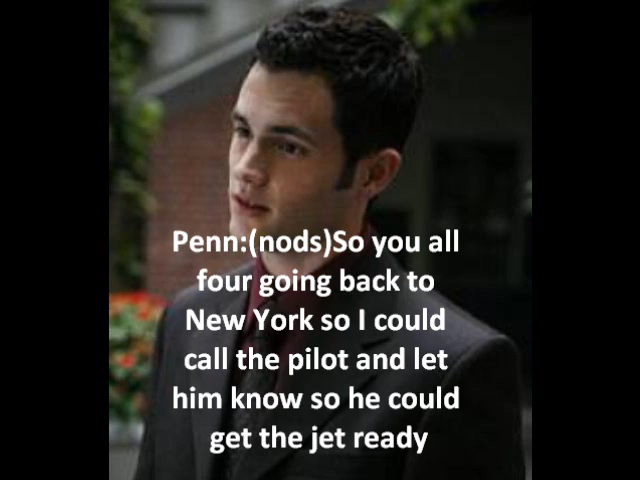 Penn:(nods)So you all
four going back to
New York so I could
call the pilot and let
him know so he could
get the jet ready